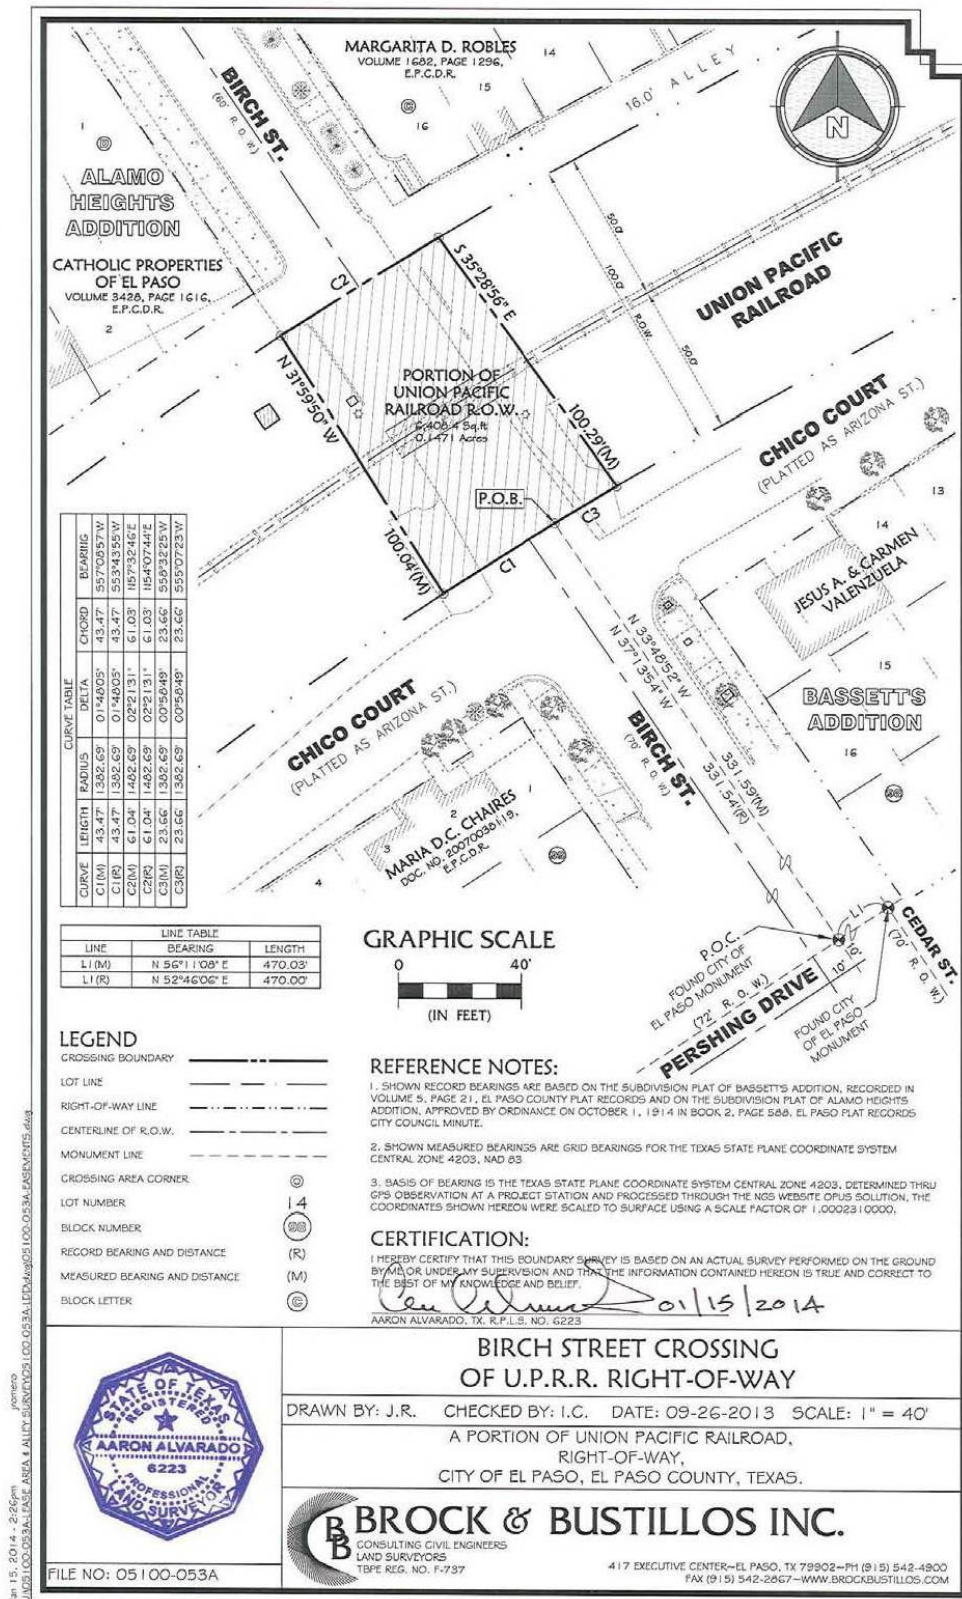 MARGARITA D. ROBLES
VOLUME 1682, PAGE 1296,
E.P.C.D.R.
14
15
16
C
16.0' ALLEY
N
BIRCH ST.
(60' R. O. W.)
1
D
ALAMO
HEIGHTS
ADDITION
CATHOLIC PROPERTIES
OF EL PASO
VOLUME 3428, PAGE 1616,
E.P.C.D.R.
2
C2
S 35°28'56" E
50.0'
100.0'
R.O.W.
50.0'
UNION PACIFIC
RAILROAD
N 31°59'50" W
PORTION OF
UNION PACIFIC
RAILROAD R.O.W.
6,408.4 Sq.ft
0.1471 Acres
100.29'(M)
P.O.B.
C3
C1
100.04'(M)
CHICO COURT
(PLATTED AS ARIZONA ST.)
13
14
JESUS A. & CARMEN
VALENZUELA
15
BASSETT'S
ADDITION
16
N 33°48'52" W
N 37°13'54" W
BIRCH ST.
(70' R. O. W.)
331.59'(M)
331.54'(R)
CHICO COURT
(PLATTED AS ARIZONA ST.)
1
2
3
4
MARIA D.C. CHAIRES
DOC. NO. 20070038119,
E.P.C.D.R.
CURVE TABLE
CURVE LENGTH RADIUS DELTA CHORD BEARING
C1(M) 43.47' 1382.69' 01°48'05" 43.47' S57°08'57"W
C1(R) 43.47' 1382.69' 01°48'05" 43.47' S53°43'55"W
C2(M) 61.04' 1482.69' 02°21'31" 61.03' N57°32'46"E
C2(R) 61.04' 1482.69' 02°21'31" 61.03' N54°07'44"E
C3(M) 23.66' 1382.69' 00°58'49" 23.66' S58°32'25"W
C3(R) 23.66' 1382.69' 00°58'49" 23.66' S55°07'23"W
LINE TABLE
LINE BEARING LENGTH
L1(M) N 56°11'08" E 470.03'
L1(R) N 52°46'06" E 470.00'
GRAPHIC SCALE
0 40'
(IN FEET)
P.O.C.
FOUND CITY OF
EL PASO MONUMENT
(72' R. O. W.)
PERSHING DRIVE
L1
10'
10'
CEDAR ST.
(70' R. O. W.)
FOUND CITY
OF EL PASO
MONUMENT
LEGEND
CROSSING BOUNDARY
LOT LINE
RIGHT-OF-WAY LINE
CENTERLINE OF R.O.W.
MONUMENT LINE
CROSSING AREA CORNER
LOT NUMBER 14
BLOCK NUMBER
RECORD BEARING AND DISTANCE (R)
MEASURED BEARING AND DISTANCE (M)
BLOCK LETTER C
REFERENCE NOTES:
1. SHOWN RECORD BEARINGS ARE BASED ON THE SUBDIVISION PLAT OF BASSETT'S ADDITION, RECORDED IN
VOLUME 5, PAGE 21, EL PASO COUNTY PLAT RECORDS AND ON THE SUBDIVISION PLAT OF ALAMO HEIGHTS
ADDITION, APPROVED BY ORDINANCE ON OCTOBER 1, 1914 IN BOOK 2, PAGE 588, EL PASO PLAT RECORDS
CITY COUNCIL MINUTE.
2. SHOWN MEASURED BEARINGS ARE GRID BEARINGS FOR THE TEXAS STATE PLANE COORDINATE SYSTEM
CENTRAL ZONE 4203, NAD 83
3. BASIS OF BEARING IS THE TEXAS STATE PLANE COORDINATE SYSTEM CENTRAL ZONE 4203, DETERMINED THRU
GPS OBSERVATION AT A PROJECT STATION AND PROCESSED THROUGH THE NGS WEBSITE OPUS SOLUTION, THE
COORDINATES SHOWN HEREON WERE SCALED TO SURFACE USING A SCALE FACTOR OF 1.0002310000.
CERTIFICATION:
I HEREBY CERTIFY THAT THIS BOUNDARY SURVEY IS BASED ON AN ACTUAL SURVEY PERFORMED ON THE GROUND
BY ME OR UNDER MY SUPERVISION AND THAT THE INFORMATION CONTAINED HEREON IS TRUE AND CORRECT TO
THE BEST OF MY KNOWLEDGE AND BELIEF.
01/15/2014
AARON ALVARADO, TX. R.P.L.S. NO. 6223
STATE OF TEXAS
REGISTERED
AARON ALVARADO
6223
PROFESSIONAL
LAND SURVEYOR
FILE NO: 05100-053A
BIRCH STREET CROSSING
OF U.P.R.R. RIGHT-OF-WAY
DRAWN BY: J.R. CHECKED BY: I.C. DATE: 09-26-2013 SCALE: 1" = 40'
A PORTION OF UNION PACIFIC RAILROAD,
RIGHT-OF-WAY,
CITY OF EL PASO, EL PASO COUNTY, TEXAS.
BB
BROCK & BUSTILLOS INC.
CONSULTING CIVIL ENGINEERS
LAND SURVEYORS
TBPE REG. NO. F-737
417 EXECUTIVE CENTER~EL PASO, TX 79902~PH (915) 542-4900
FAX (915) 542-2867~WWW.BROCKBUSTILLOS.COM
15, 2014 - 2:26pm jromero